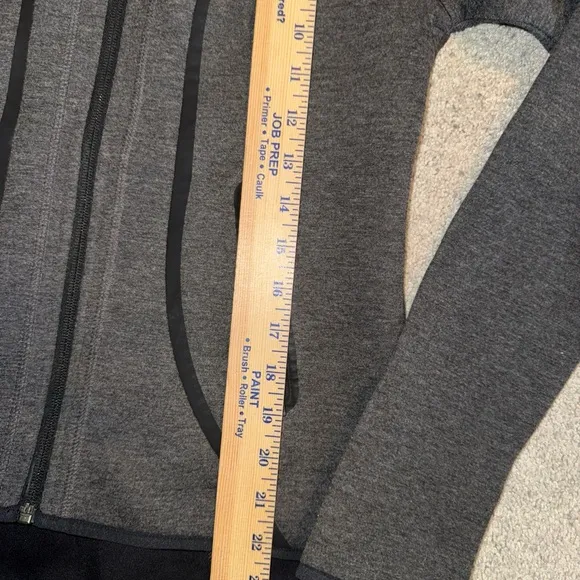 red?
10
11
12
13
14
15
16
17
18
19
20
21
22
JOB PREP
• Primer • Tape • Caulk
PAINT
• Brush • Roller • Tray